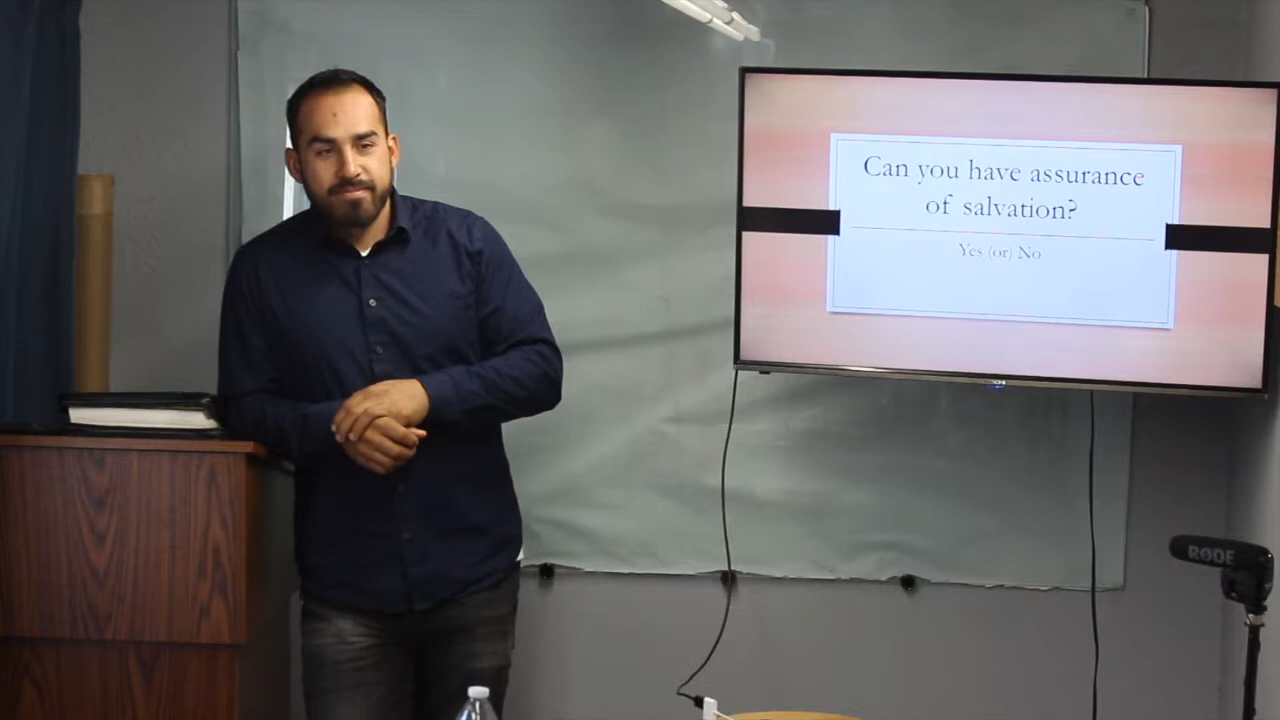 Can you have assurance
of salvation?
Yes (or) No
RØDE